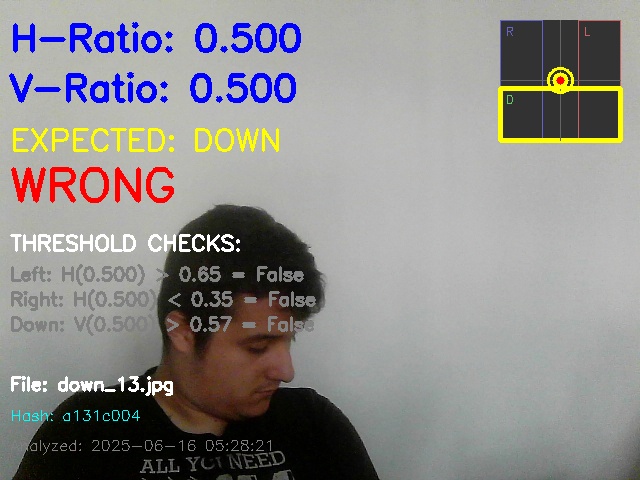 H-Ratio: 0.500
V-Ratio: 0.500
EXPECTED: DOWN
WRONG
THRESHOLD CHECKS:
Left: H(0.500) > 0.65 = False
Right: H(0.500) < 0.35 = False
Down: V(0.500) > 0.57 = False
File: down_13.jpg
Hash: a131c004
Analyzed: 2025-06-16 05:28:21
R
L
D
ALL YOU NEED